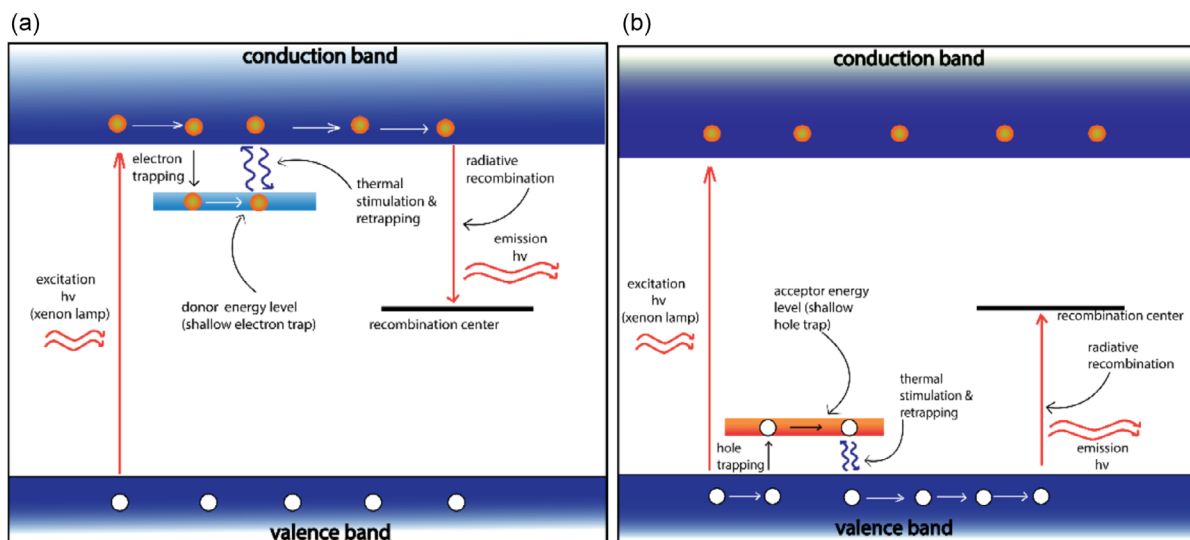 (a)
conduction band
electron
trapping
thermal
stimulation &
retrapping
radiative
recombination
emission
hv
excitation
hv
(xenon lamp)
donor energy level
(shallow electron trap)
recombination center
valence band
(b)
conduction band
excitation
hv
(xenon lamp)
acceptor energy
level (shallow
hole trap)
recombination center
radiative
recombination
thermal
stimulation &
retrapping
hole
trapping
emission
hv
valence band